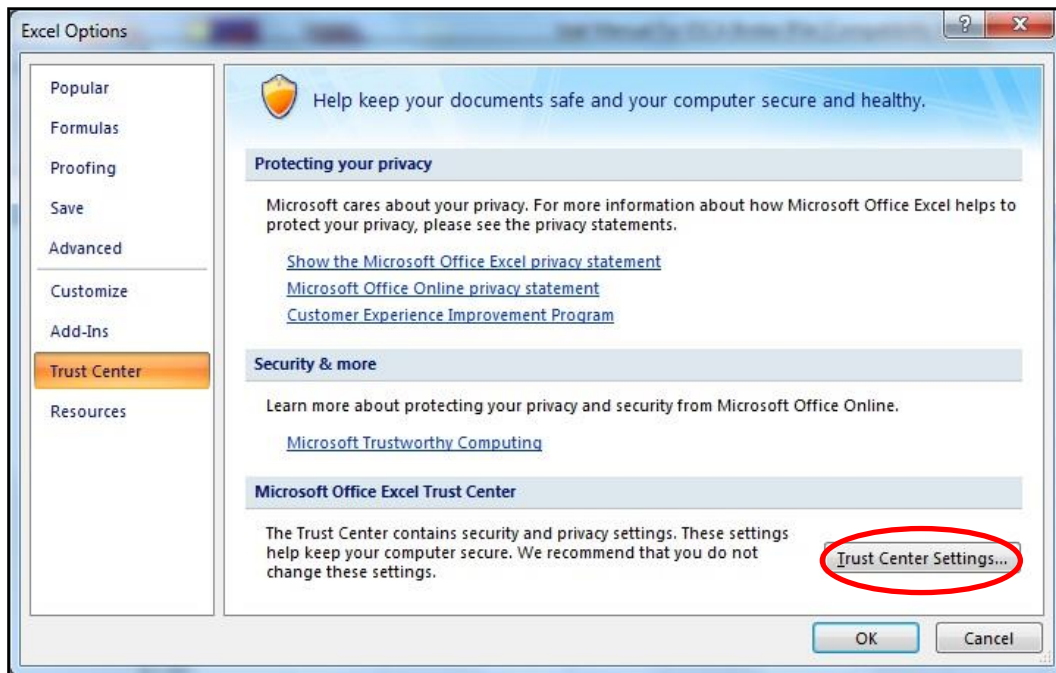 Excel Options
Popular
Formulas
Proofing
Save
Advanced
Customize
Add-Ins
Trust Center
Resources
Help keep your documents safe and your computer secure and healthy.
Protecting your privacy
Microsoft cares about your privacy. For more information about how Microsoft Office Excel helps to
protect your privacy, please see the privacy statements.
Show the Microsoft Office Excel privacy statement
Microsoft Office Online privacy statement
Customer Experience Improvement Program
Security & more
Learn more about protecting your privacy and security from Microsoft Office Online.
Microsoft Trustworthy Computing
Microsoft Office Excel Trust Center
The Trust Center contains security and privacy settings. These settings
help keep your computer secure. We recommend that you do not
change these settings.
Trust Center Settings...
OK
Cancel